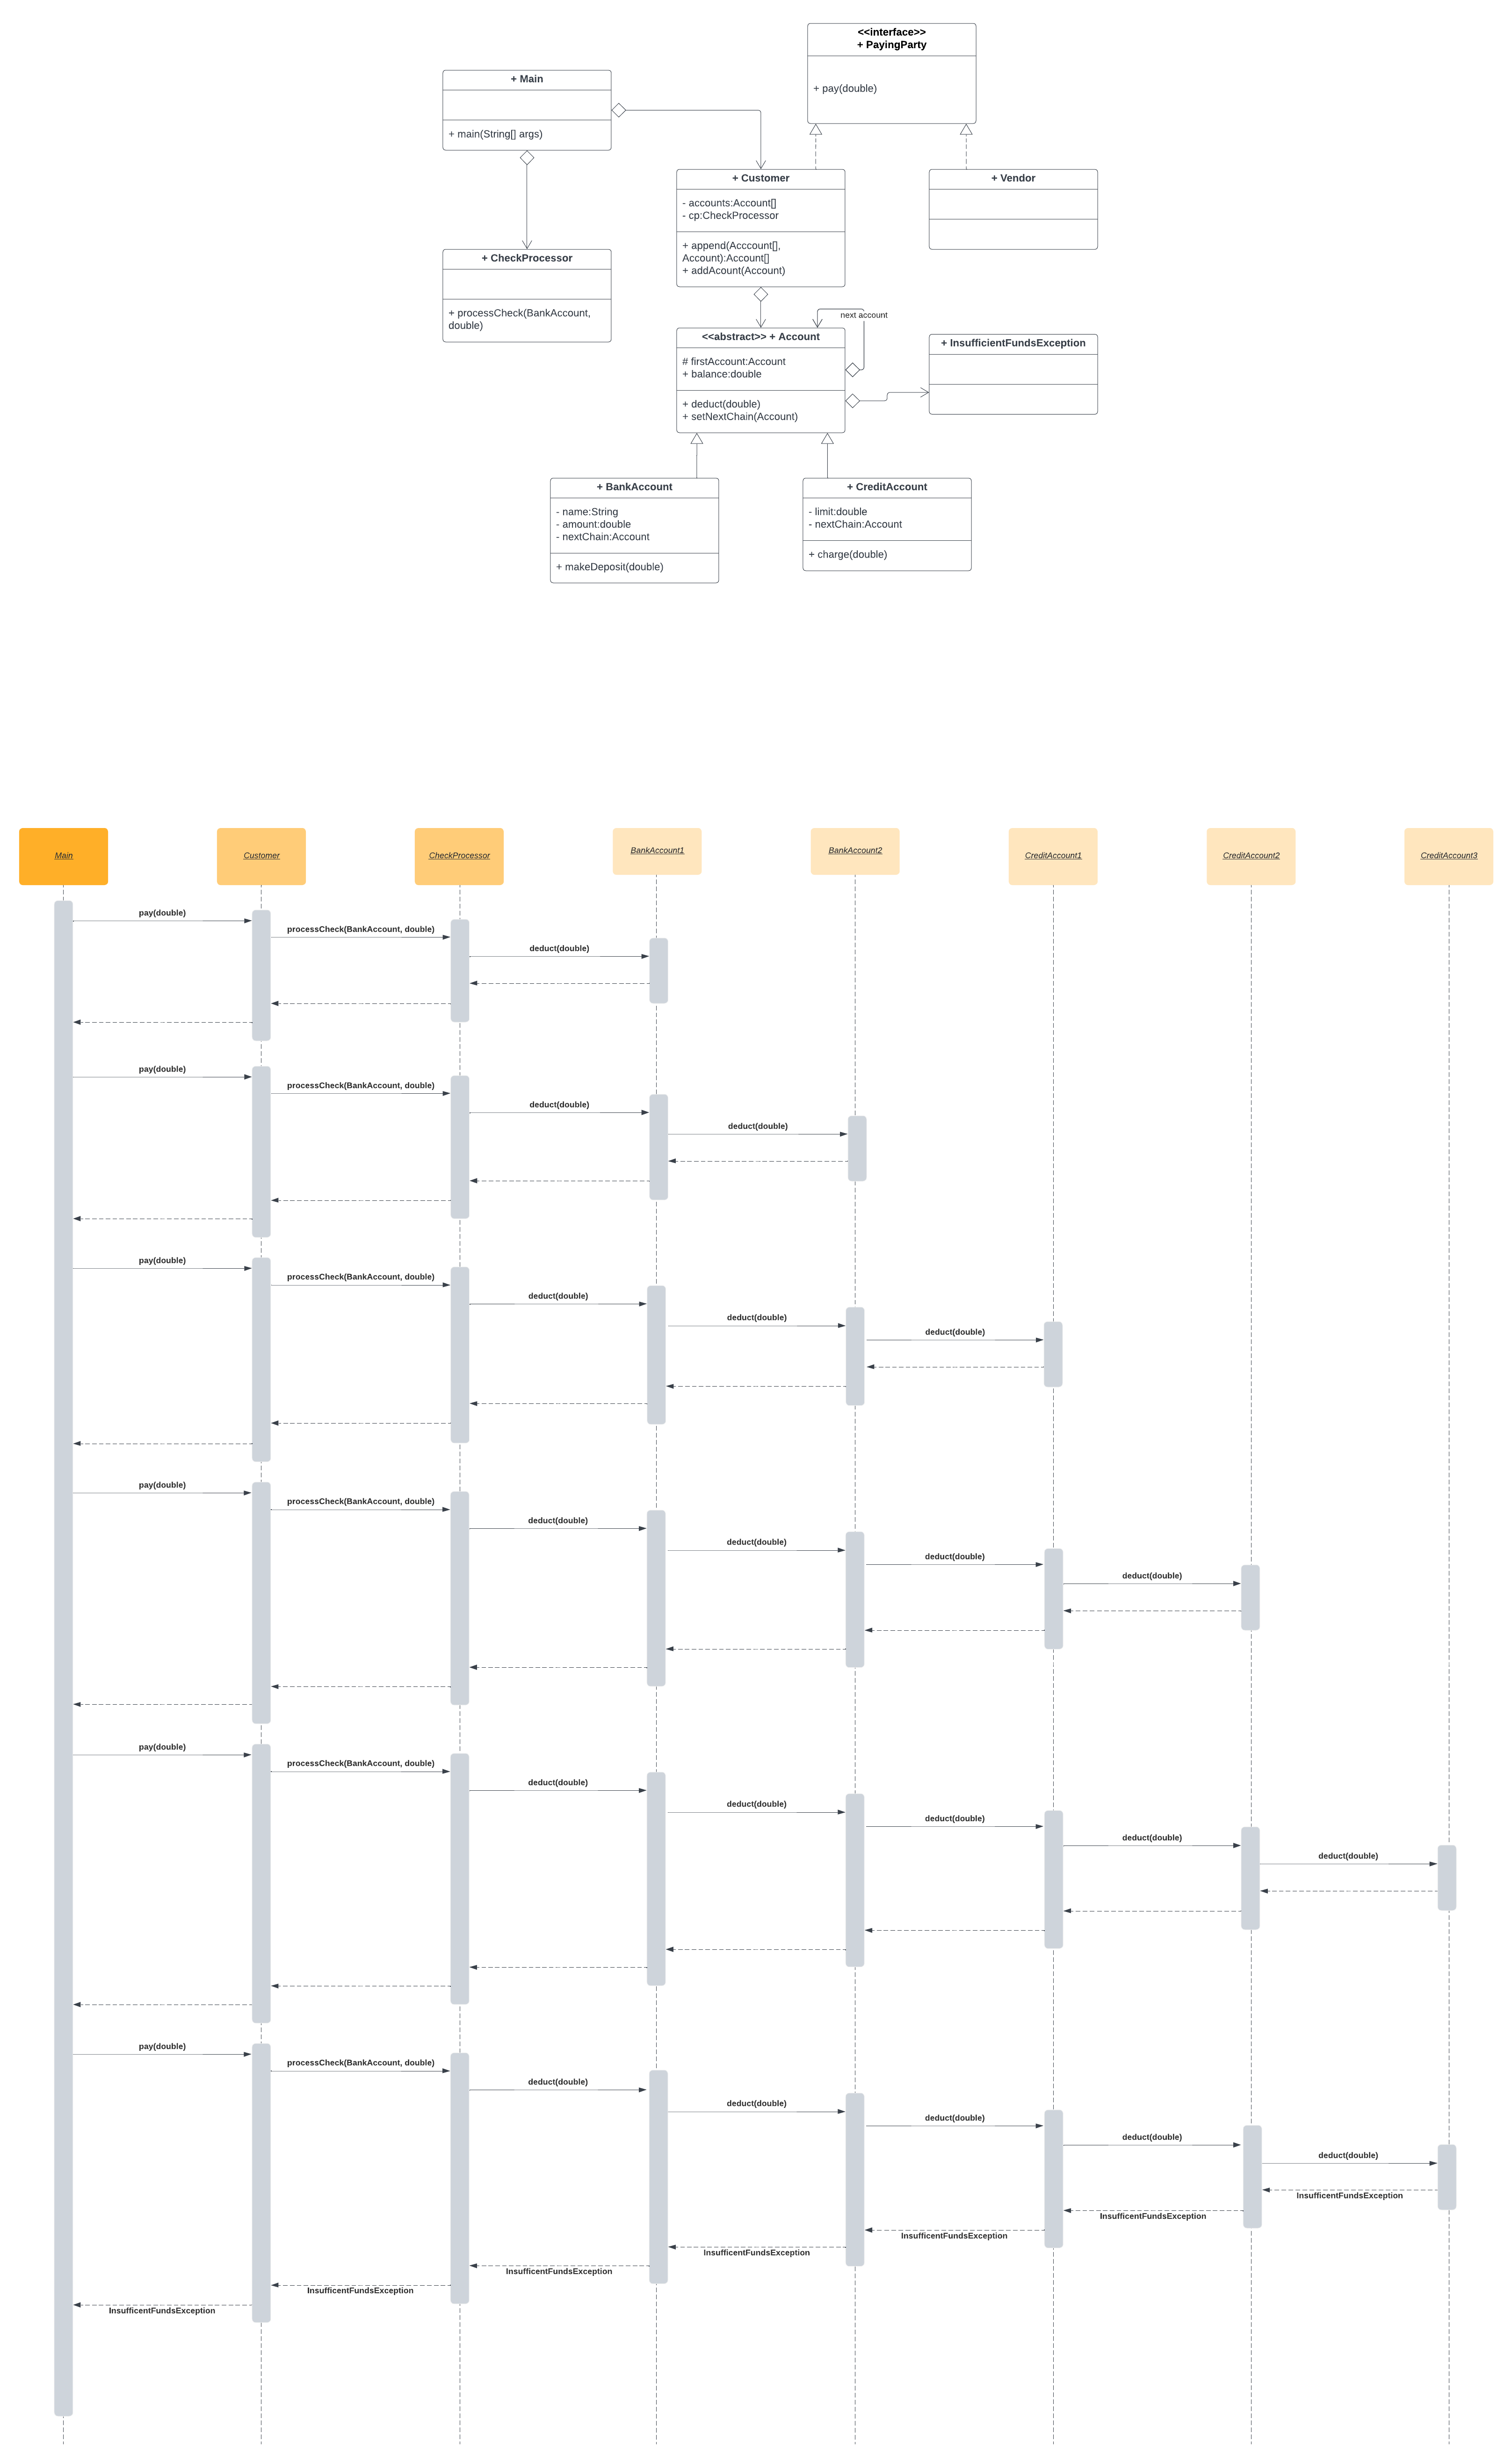 <<interface>>
+ PayingParty
+ pay(double)
+ Main
+ main(String[] args)
+ Customer
- accounts:Account[]
- cp:CheckProcessor
+ append(Acccount[],
Account):Account[]
+ addAcount(Account)
+ Vendor
+ CheckProcessor
+ processCheck(BankAccount,
double)
next account
<<abstract>> + Account
# firstAccount:Account
+ balance:double
+ deduct(double)
+ setNextChain(Account)
+ InsufficientFundsException
+ BankAccount
- name:String
- amount:double
- nextChain:Account
+ makeDeposit(double)
+ CreditAccount
- limit:double
- nextChain:Account
+ charge(double)
Main
Customer
CheckProcessor
BankAccount1
BankAccount2
CreditAccount1
CreditAccount2
CreditAccount3
pay(double)
processCheck(BankAccount, double)
deduct(double)
pay(double)
processCheck(BankAccount, double)
deduct(double)
deduct(double)
pay(double)
processCheck(BankAccount, double)
deduct(double)
deduct(double)
deduct(double)
pay(double)
processCheck(BankAccount, double)
deduct(double)
deduct(double)
deduct(double)
deduct(double)
pay(double)
processCheck(BankAccount, double)
deduct(double)
deduct(double)
deduct(double)
deduct(double)
deduct(double)
pay(double)
processCheck(BankAccount, double)
deduct(double)
deduct(double)
deduct(double)
deduct(double)
deduct(double)
InsufficentFundsException
InsufficentFundsException
InsufficentFundsException
InsufficentFundsException
InsufficentFundsException
InsufficentFundsException
InsufficentFundsException